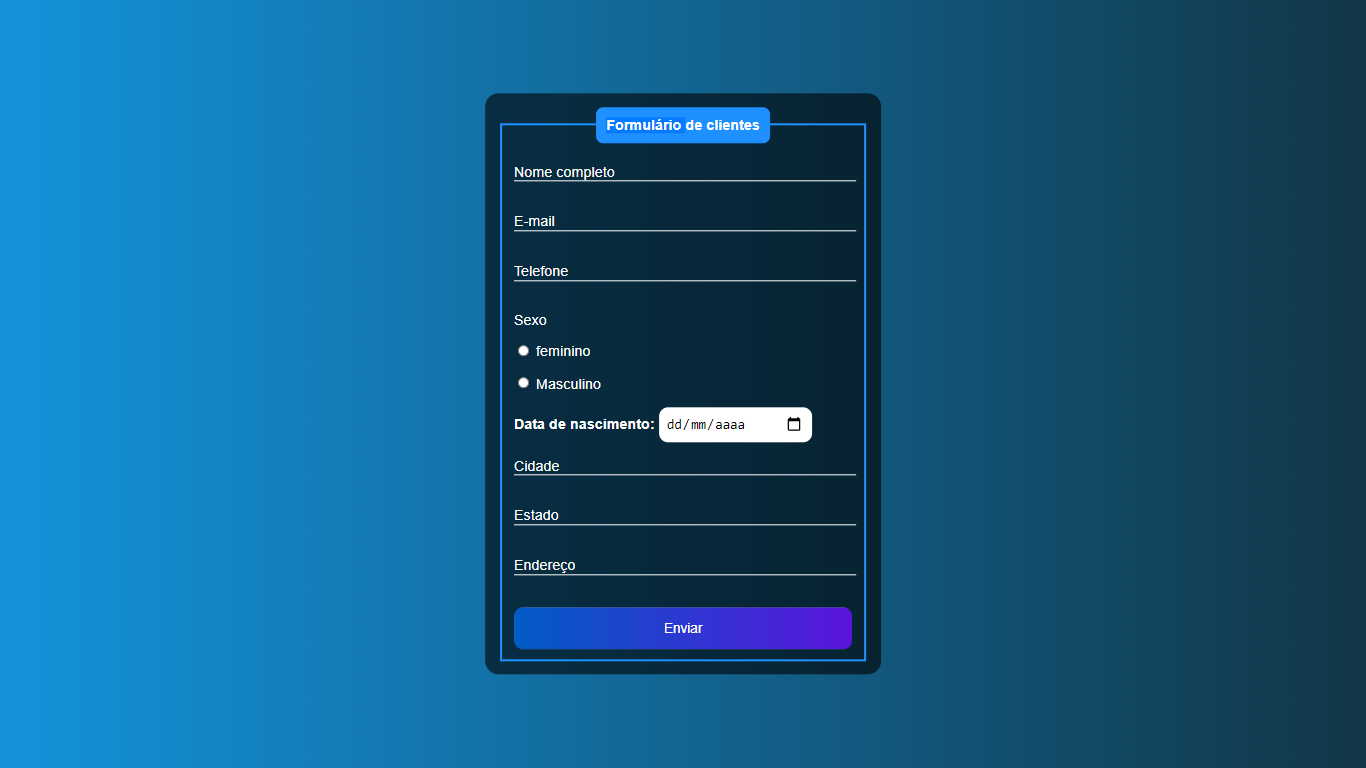 Formulário de clientes
Nome completo
E-mail
Telefone
Sexo
feminino
Masculino
Data de nascimento: dd/mm/aaaa
Cidade
Estado
Endereço
Enviar